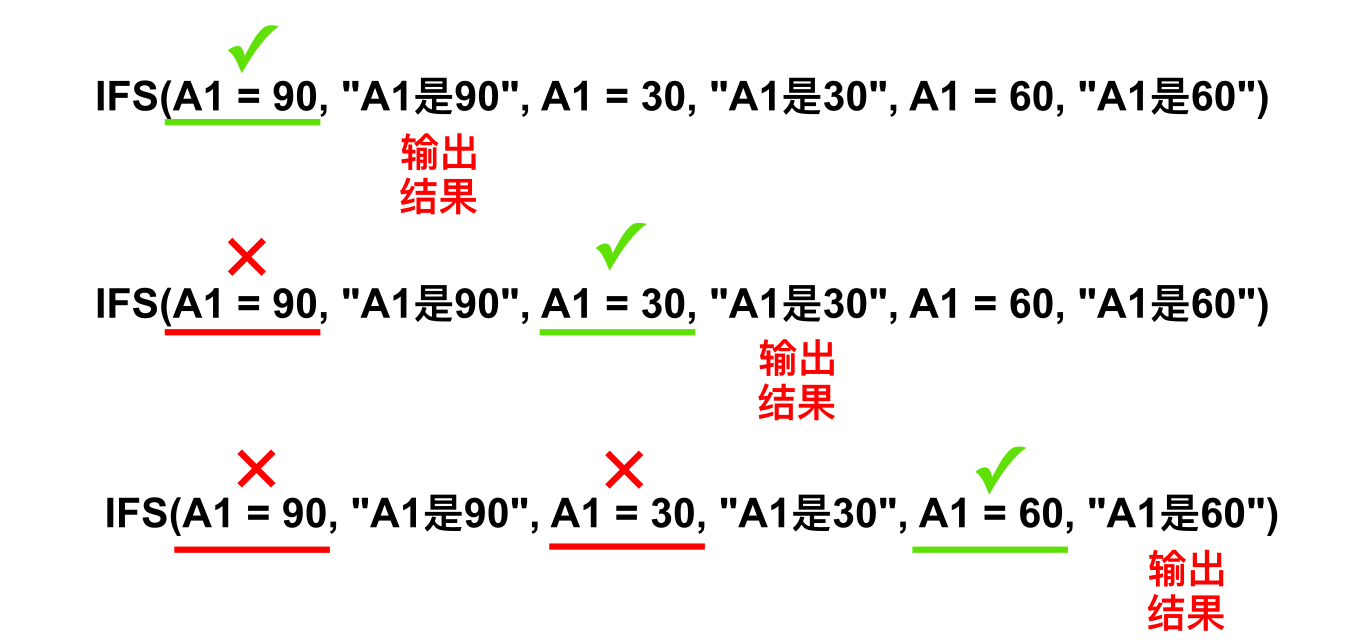 IFS(A1 = 90, "A1是90", A1 = 30, "A1是30", A1 = 60, "A1是60")
输出
结果
IFS(A1 = 90, "A1是90", A1 = 30, "A1是30", A1 = 60, "A1是60")
输出
结果
IFS(A1 = 90, "A1是90", A1 = 30, "A1是30", A1 = 60, "A1是60")
输出
结果